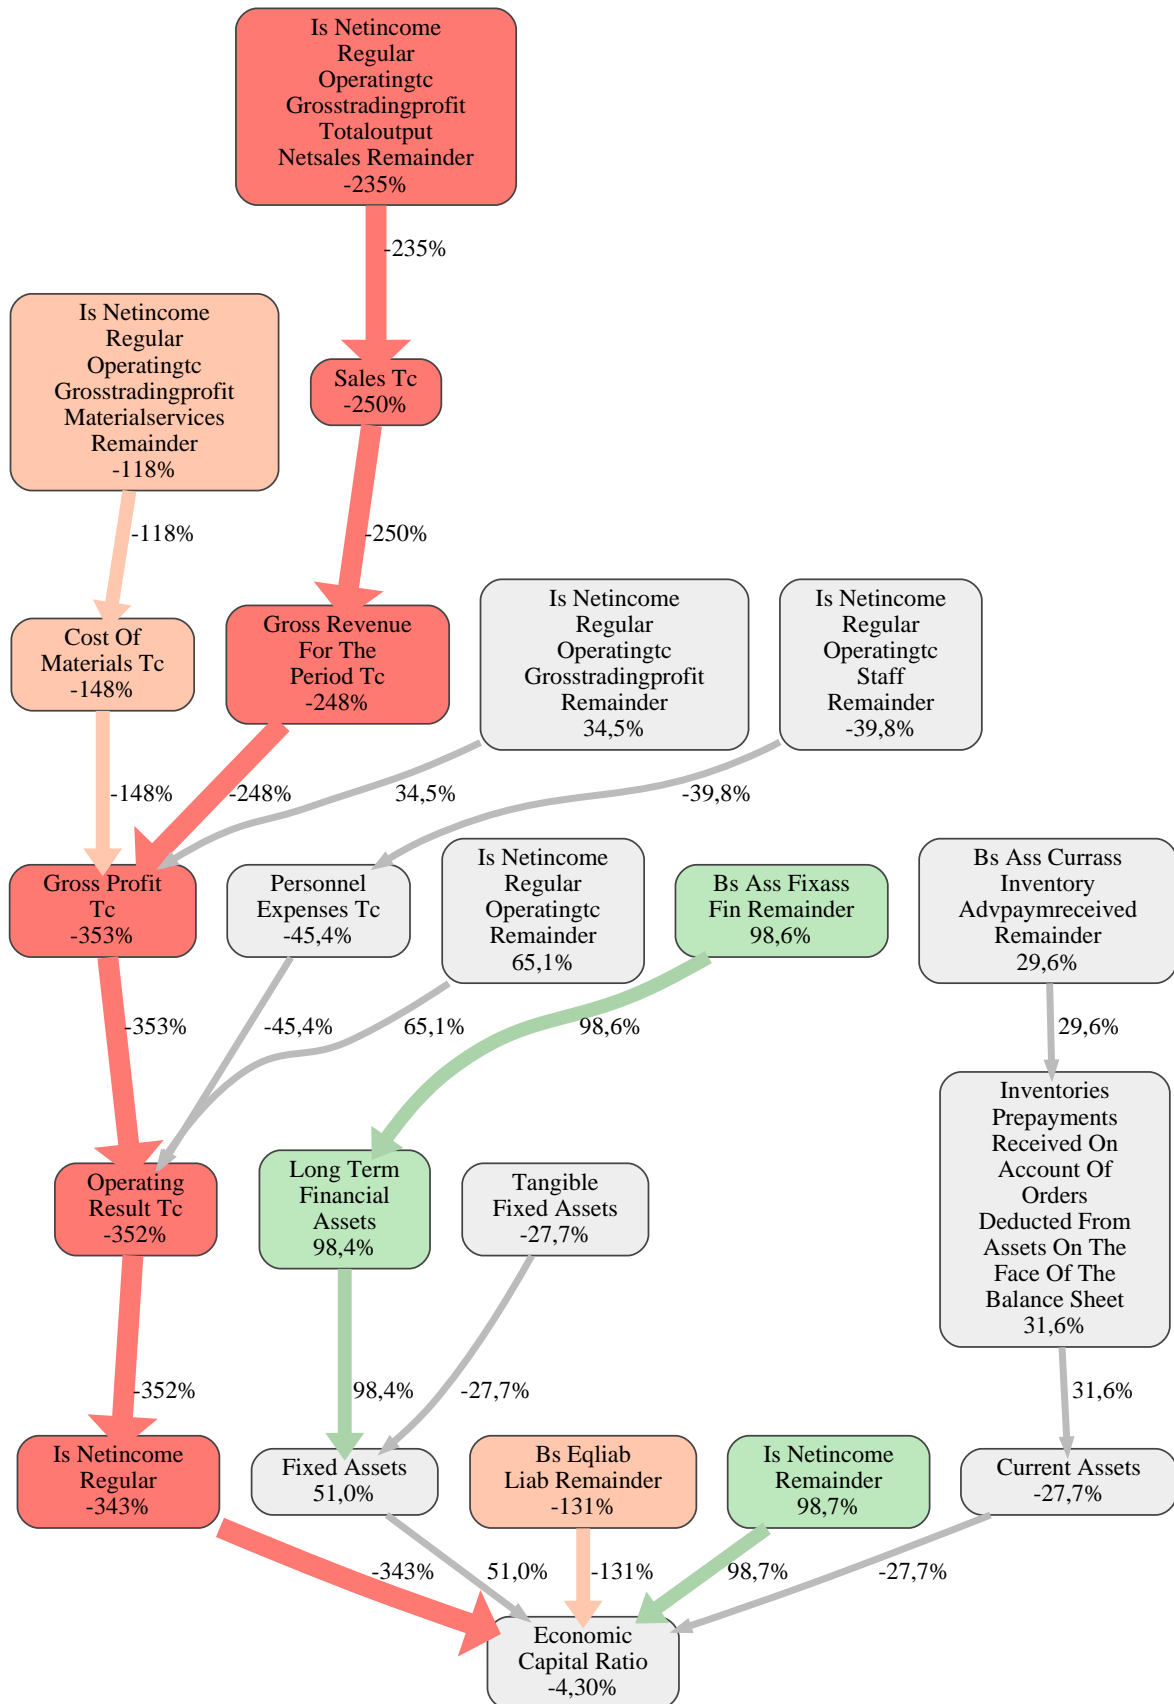 Is Netincome
Regular
Operatingtc
Grosstradingprofit
Totaloutput
Netsales Remainder
-235%
-235%
Is Netincome
Regular
Operatingtc
Grosstradingprofit
Materialservices
Remainder
-118%
Sales Tc
-250%
-118%
-250%
Cost Of
Materials Tc
-148%
Gross Revenue
For The
Period Tc
-248%
Is Netincome
Regular
Operatingtc
Grosstradingprofit
Remainder
34,5%
Is Netincome
Regular
Operatingtc
Staff
Remainder
-39,8%
-148%
-248%
34,5%
-39,8%
Gross Profit
Tc
-353%
Personnel
Expenses Tc
-45,4%
Is Netincome
Regular
Operatingtc
Remainder
65,1%
Bs Ass Fixass
Fin Remainder
98,6%
Bs Ass Currass
Inventory
Advpaymreceived
Remainder
29,6%
-353%
-45,4%
65,1%
98,6%
29,6%
Operating
Result Tc
-352%
Long Term
Financial
Assets
98,4%
Tangible
Fixed Assets
-27,7%
Inventories
Prepayments
Received On
Account Of
Orders
Deducted From
Assets On The
Face Of The
Balance Sheet
31,6%
-352%
98,4%
-27,7%
31,6%
Is Netincome
Regular
-343%
Fixed Assets
51,0%
Bs Eqliab
Liab Remainder
-131%
Is Netincome
Remainder
98,7%
Current Assets
-27,7%
-343%
51,0%
-131%
98,7%
-27,7%
Economic
Capital Ratio
-4,30%